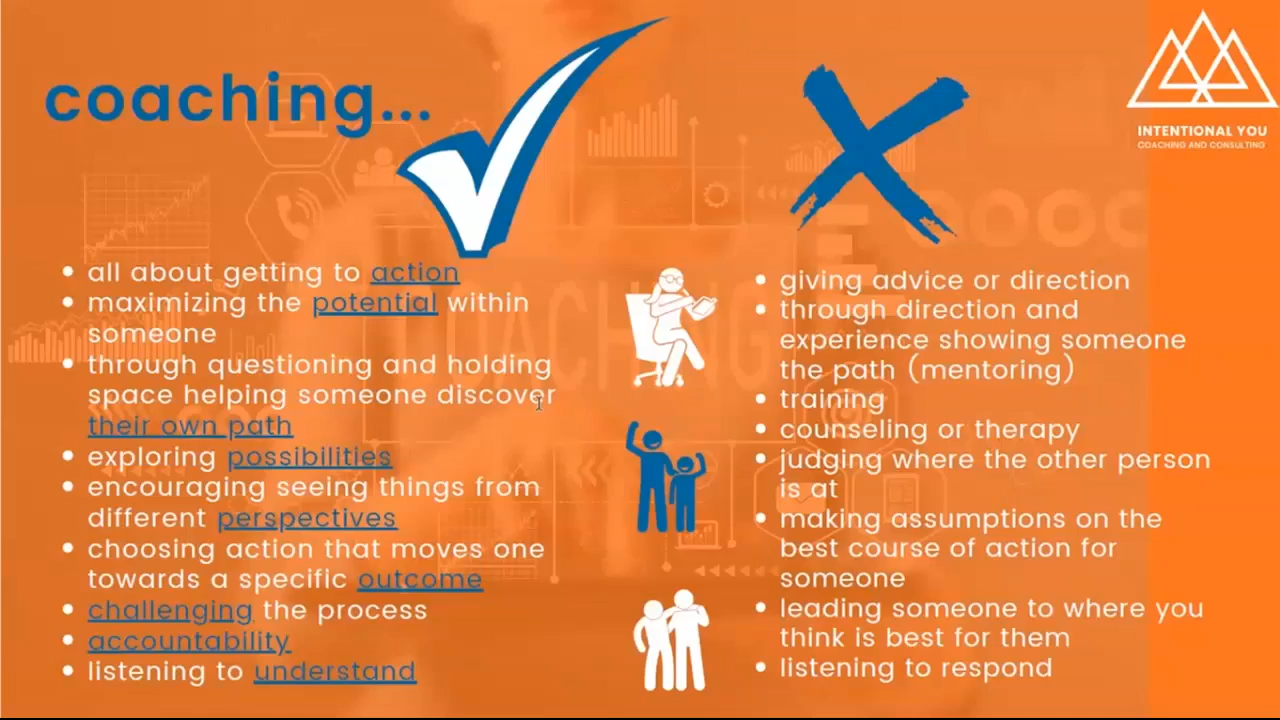 coaching...
INTENTIONAL YOU
COACHING AND CONSULTING
COACHING
• all about getting to action
• maximizing the potential within
someone
• through questioning and holding
space helping someone discover
their own path
• exploring possibilities
• encouraging seeing things from
different perspectives
• choosing action that moves one
towards a specific outcome
• challenging the process
• accountability
• listening to understand
• giving advice or direction
• through direction and
experience showing someone
the path (mentoring)
• training
• counseling or therapy
• judging where the other person
is at
• making assumptions on the
best course of action for
someone
• leading someone to where you
think is best for them
• listening to respond